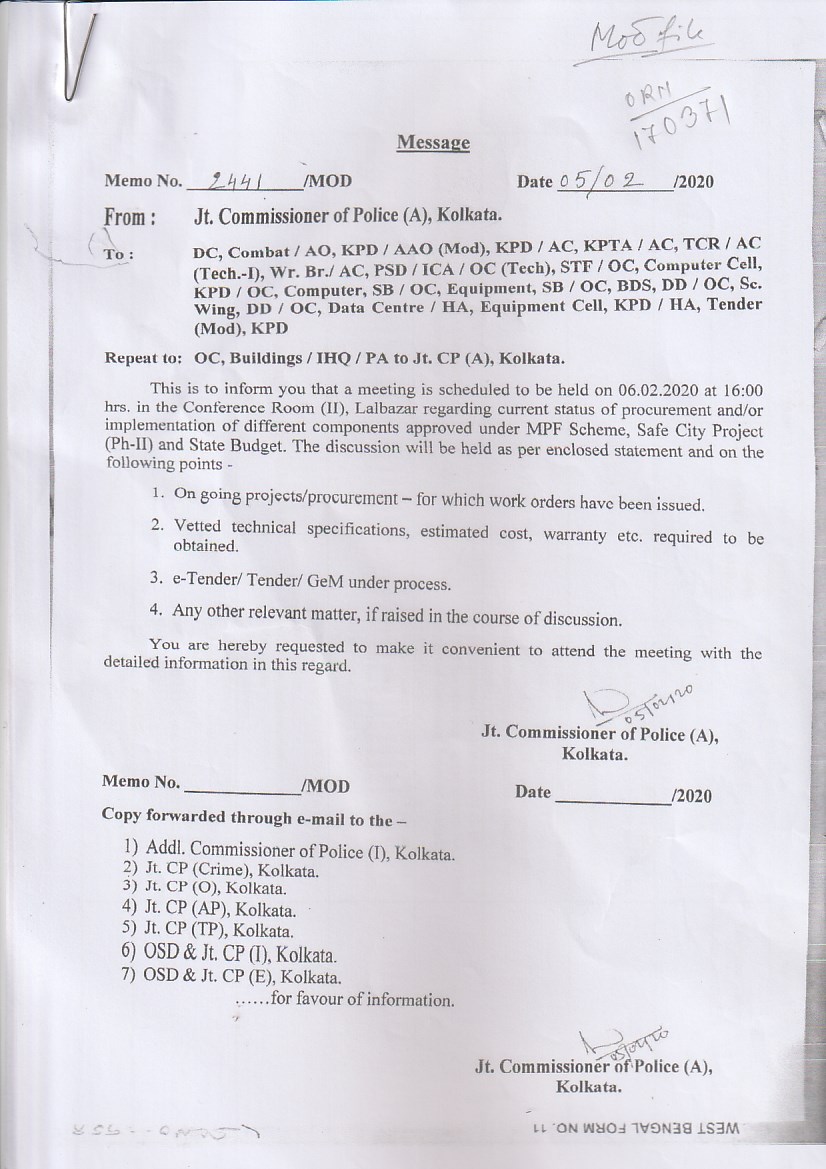 Mod file
ORM
170371
Message
Memo No. 2441 /MOD Date 05/02 /2020
From : Jt. Commissioner of Police (A), Kolkata.
To : DC, Combat / AO, KPD / AAO (Mod), KPD / AC, KPTA / AC, TCR / AC
(Tech.-I), Wr. Br./ AC, PSD / ICA / OC (Tech), STF / OC, Computer Cell,
KPD / OC, Computer, SB / OC, Equipment, SB / OC, BDS, DD / OC, Sc.
Wing, DD / OC, Data Centre / HA, Equipment Cell, KPD / HA, Tender
(Mod), KPD
Repeat to: OC, Buildings / IHQ / PA to Jt. CP (A), Kolkata.
This is to inform you that a meeting is scheduled to be held on 06.02.2020 at 16:00
hrs. in the Conference Room (II), Lalbazar regarding current status of procurement and/or
implementation of different components approved under MPF Scheme, Safe City Project
(Ph-II) and State Budget. The discussion will be held as per enclosed statement and on the
following points -
1. On going projects/procurement – for which work orders have been issued.
2. Vetted technical specifications, estimated cost, warranty etc. required to be
obtained.
3. e-Tender/ Tender/ GeM under process.
4. Any other relevant matter, if raised in the course of discussion.
You are hereby requested to make it convenient to attend the meeting with the
detailed information in this regard.
05/02/20
Jt. Commissioner of Police (A),
Kolkata.
Memo No. ____________/MOD Date ____________/2020
Copy forwarded through e-mail to the –
1) Addl. Commissioner of Police (I), Kolkata.
2) Jt. CP (Crime), Kolkata.
3) Jt. CP (O), Kolkata.
4) Jt. CP (AP), Kolkata.
5) Jt. CP (TP), Kolkata.
6) OSD & Jt. CP (I), Kolkata.
7) OSD & Jt. CP (E), Kolkata.
......for favour of information.
05/02/20
Jt. Commissioner of Police (A),
Kolkata.
WEST BENGAL FORM NO. 11